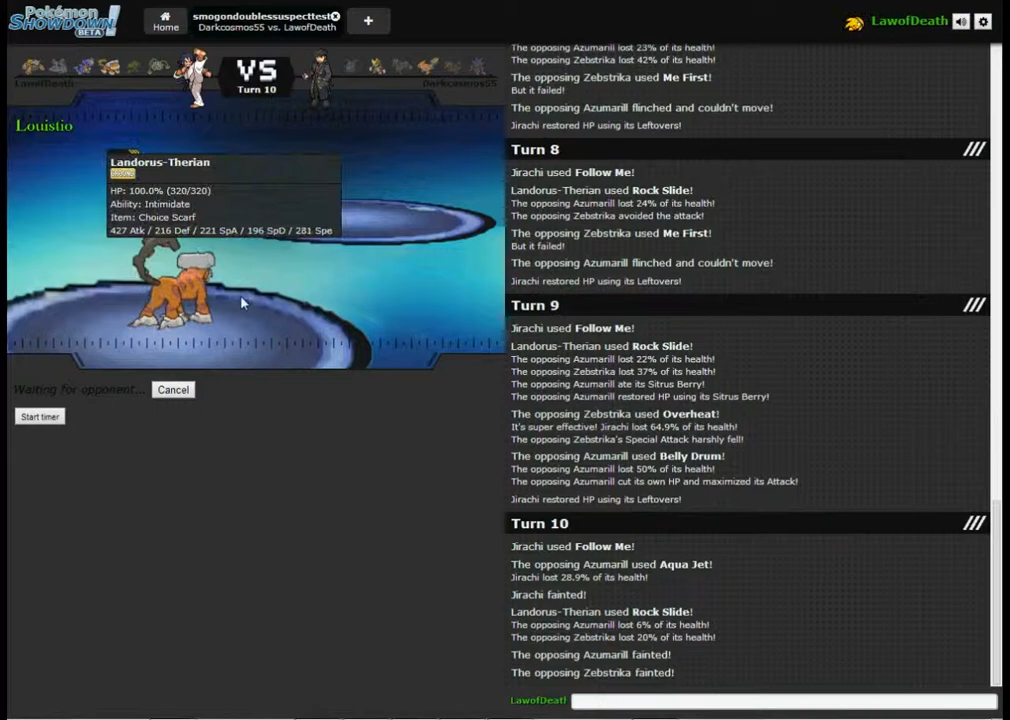 Pokémon
SHOWDOWN!
BETA
Home
smogondoublessuspecttest
Darkcosmos55 vs. LawofDeath
+
LawofDeath
VS
Turn 10
LawofDeath
Darkcosmos55
Louistio
Landorus-Therian
GROUND
HP: 100.0% (320/320)
Ability: Intimidate
Item: Choice Scarf
427 Atk / 216 Def / 221 SpA / 196 SpD / 281 Spe
Waiting for opponent...
Cancel
Start timer
The opposing Azumarill lost 23% of its health!
The opposing Zebstrika lost 42% of its health!
The opposing Zebstrika used Me First!
But it failed!
The opposing Azumarill flinched and couldn't move!
Jirachi restored HP using its Leftovers!
Turn 8
Jirachi used Follow Me!
Landorus-Therian used Rock Slide!
The opposing Azumarill lost 24% of its health!
The opposing Zebstrika avoided the attack!
The opposing Zebstrika used Me First!
But it failed!
The opposing Azumarill flinched and couldn't move!
Jirachi restored HP using its Leftovers!
Turn 9
Jirachi used Follow Me!
Landorus-Therian used Rock Slide!
The opposing Azumarill lost 22% of its health!
The opposing Zebstrika lost 37% of its health!
The opposing Azumarill ate its Sitrus Berry!
The opposing Azumarill restored HP using its Sitrus Berry!
The opposing Zebstrika used Overheat!
It's super effective! Jirachi lost 64.9% of its health!
The opposing Zebstrika's Special Attack harshly fell!
The opposing Azumarill used Belly Drum!
The opposing Azumarill lost 50% of its health!
The opposing Azumarill cut its own HP and maximized its Attack!
Jirachi restored HP using its Leftovers!
Turn 10
Jirachi used Follow Me!
The opposing Azumarill used Aqua Jet!
Jirachi lost 28.9% of its health!
Jirachi fainted!
Landorus-Therian used Rock Slide!
The opposing Azumarill lost 6% of its health!
The opposing Zebstrika lost 20% of its health!
The opposing Azumarill fainted!
The opposing Zebstrika fainted!
LawofDeath